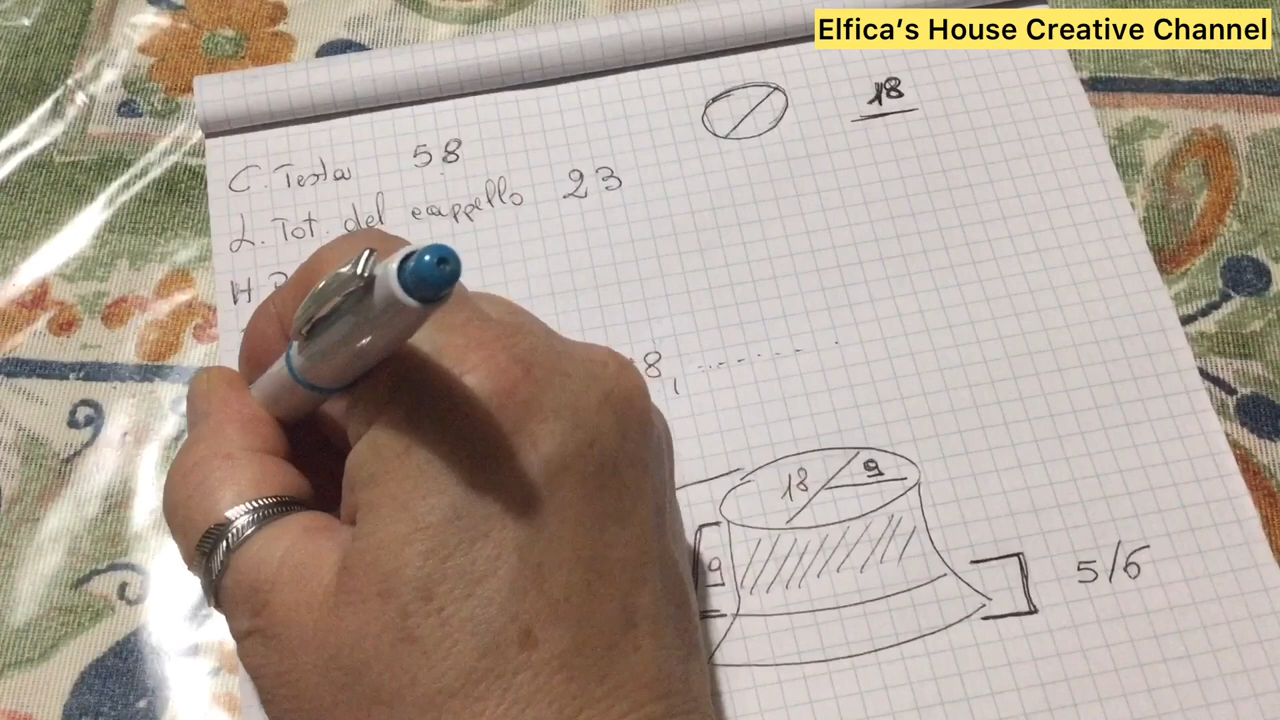 Elfica's House Creative Channel
18
C. Testa 58
L. Tot. del cappello 23
H
8,
18 9
9
5/6